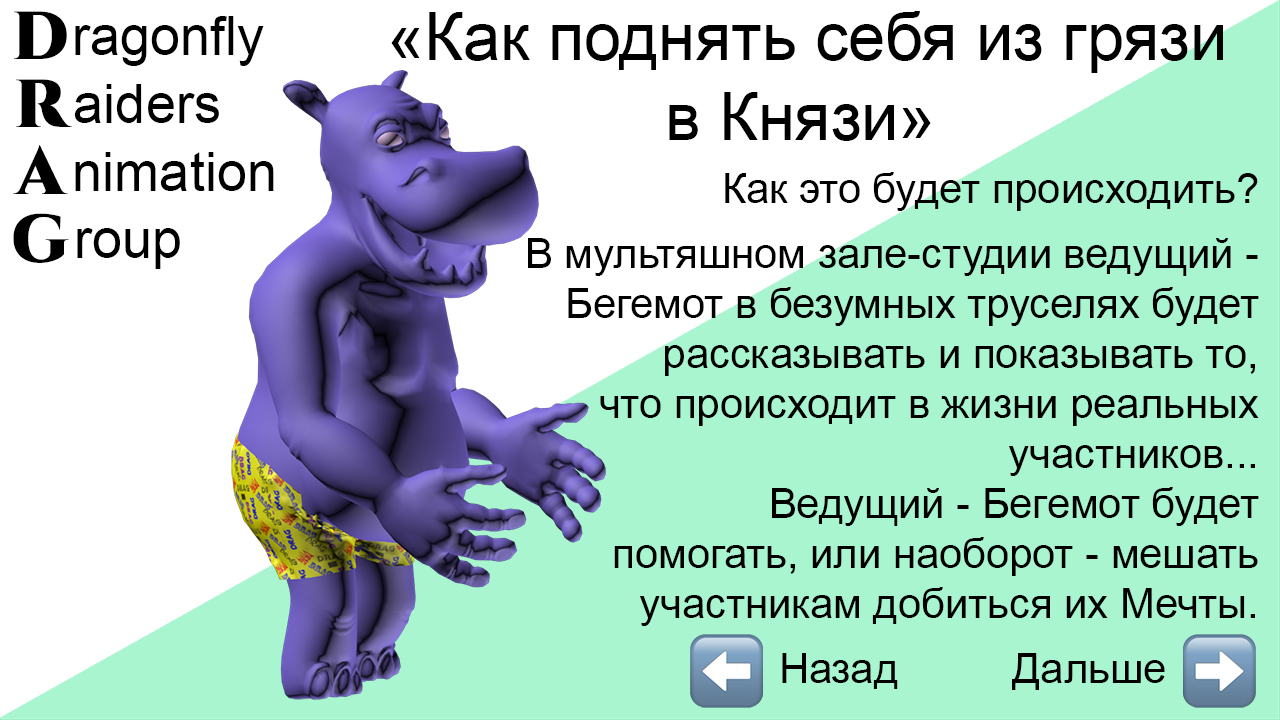 Dragonfly
Raiders
Animation
Group
«Как поднять себя из грязи
в Князи»
Как это будет происходить?
В мультяшном зале-студии ведущий -
Бегемот в безумных труселях будет
рассказывать и показывать то,
что происходит в жизни реальных
участников...
Ведущий - Бегемот будет
помогать, или наоборот - мешать
участникам добиться их Мечты.
Назад
Дальше
DRAG